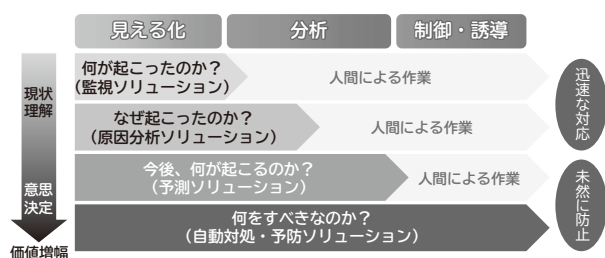 見える化
分析
制御・誘導
現状
理解
何が起こったのか？
（監視ソリューション）
人間による作業
なぜ起こったのか？
（原因分析ソリューション）
人間による作業
迅速な対応
今後、何が起こるのか？
（予測ソリューション）
人間による作業
意思
決定
何をすべきなのか？
（自動対処・予防ソリューション）
未然に防止
価値増幅